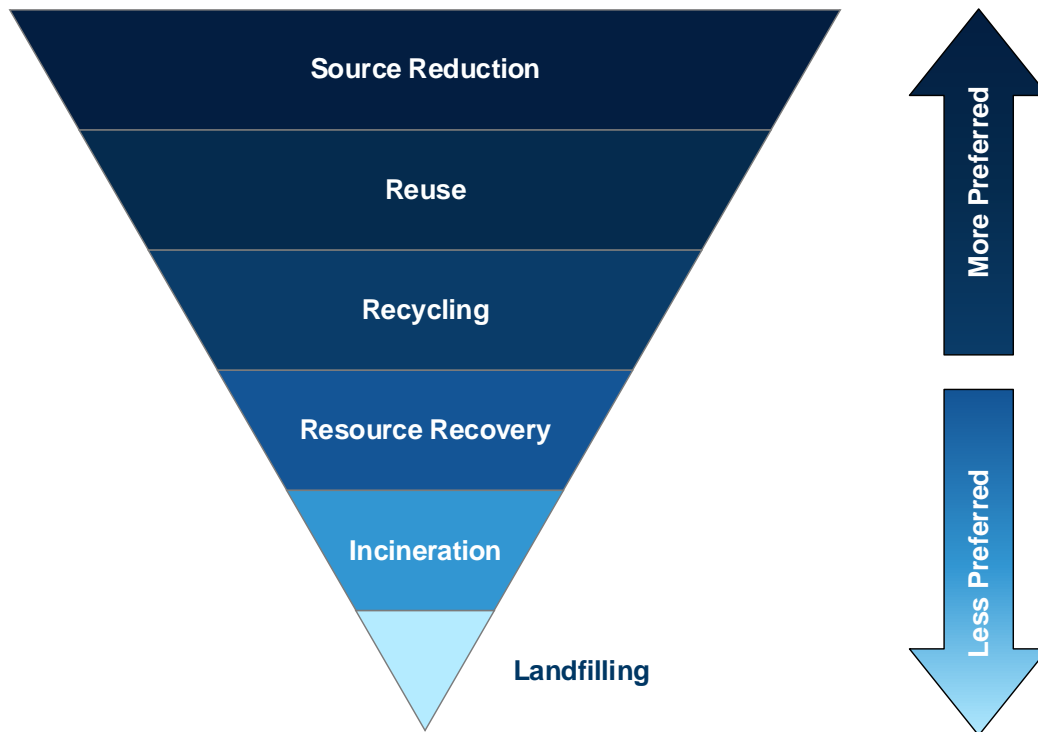 Source Reduction
Reuse
Recycling
Resource Recovery
Incineration
Landfilling
More Preferred
Less Preferred